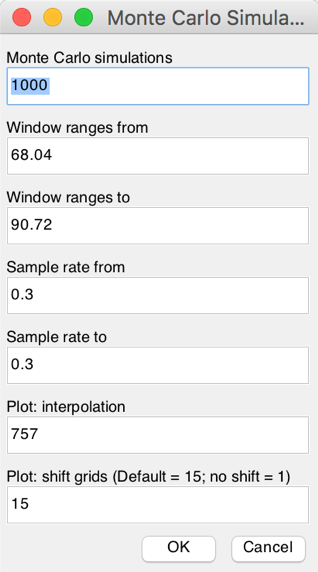 Monte Carlo Simula...
Monte Carlo simulations
1000
Window ranges from
68.04
Window ranges to
90.72
Sample rate from
0.3
Sample rate to
0.3
Plot: interpolation
757
Plot: shift grids (Default = 15; no shift = 1)
15
OK Cancel